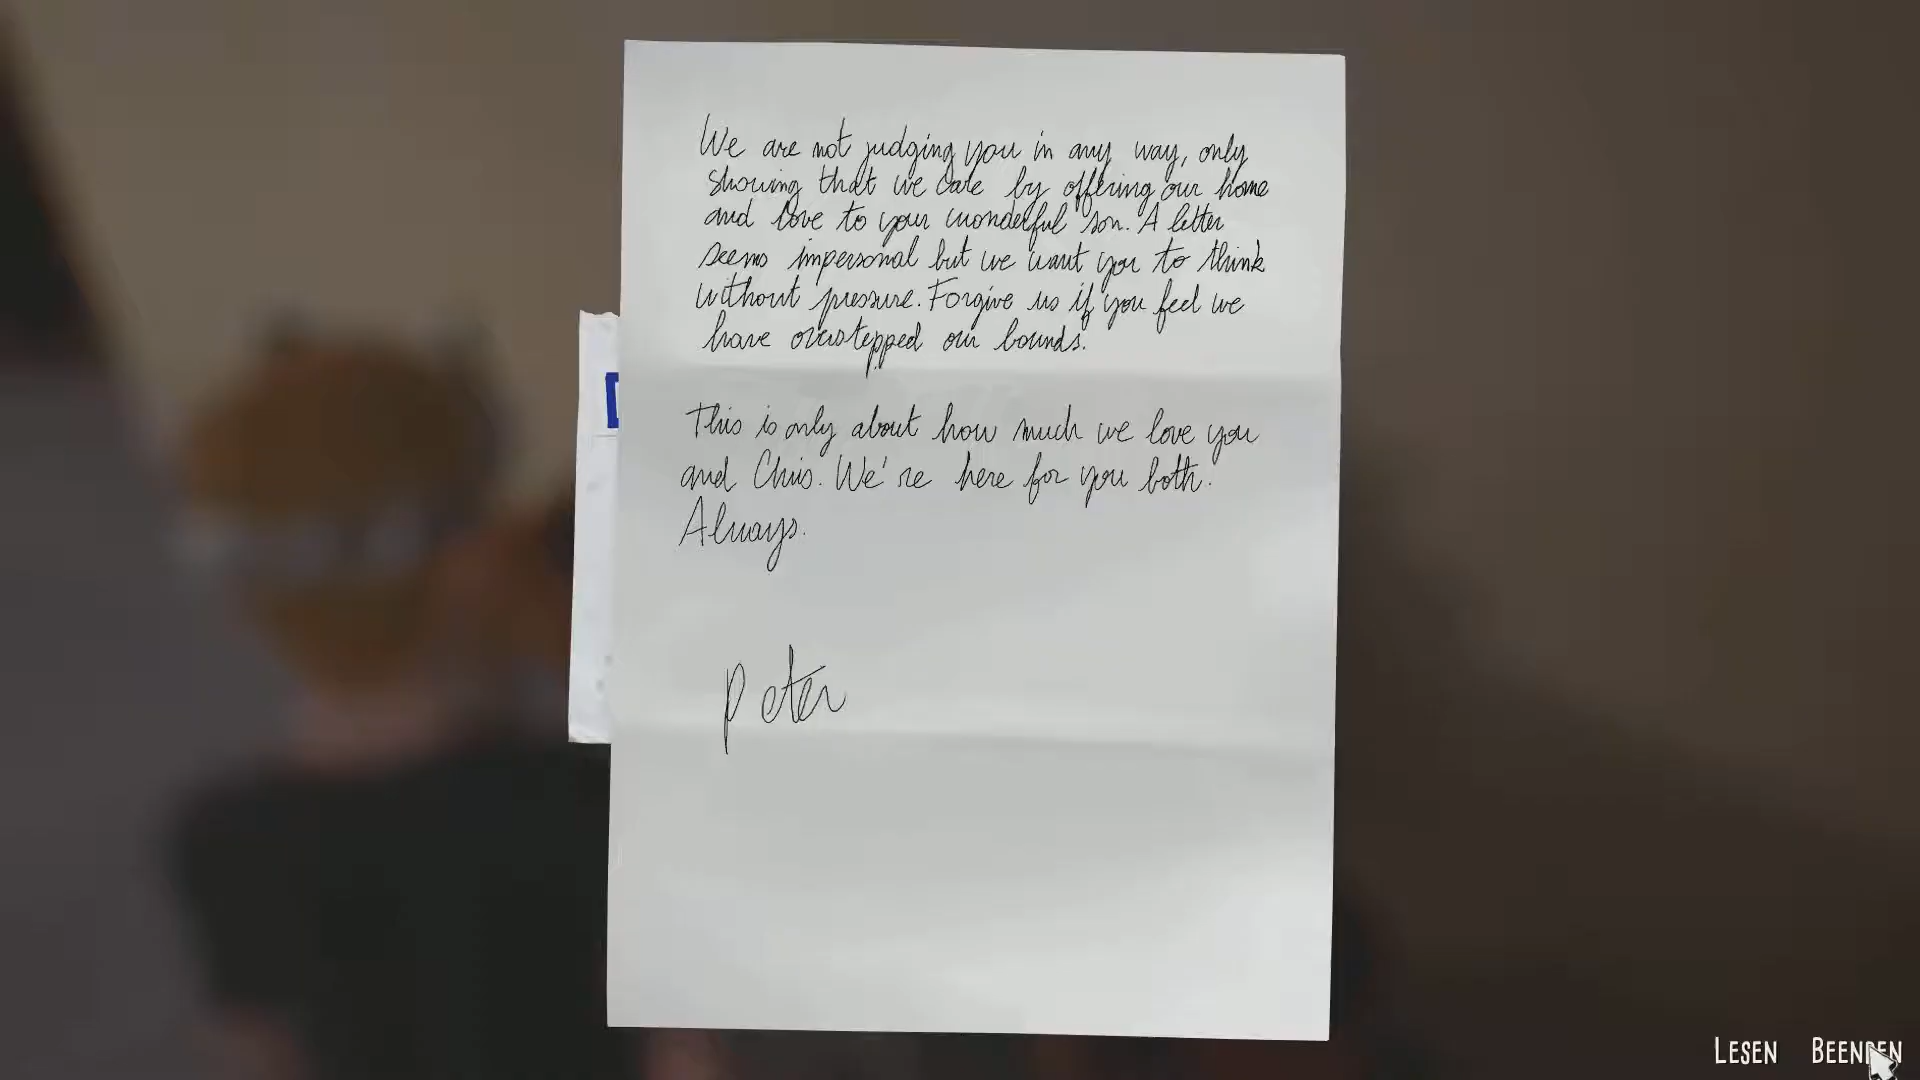 We are not judging you in any way, only
showing that we care by offering our home
and love to your wonderful son. A letter
seems impersonal but we want you to think
without pressure. Forgive us if you feel we
have overstepped our bounds.
This is only about how much we love you
and Chris. We're here for you both.
Always.
Peter
LESEN BEENDEN